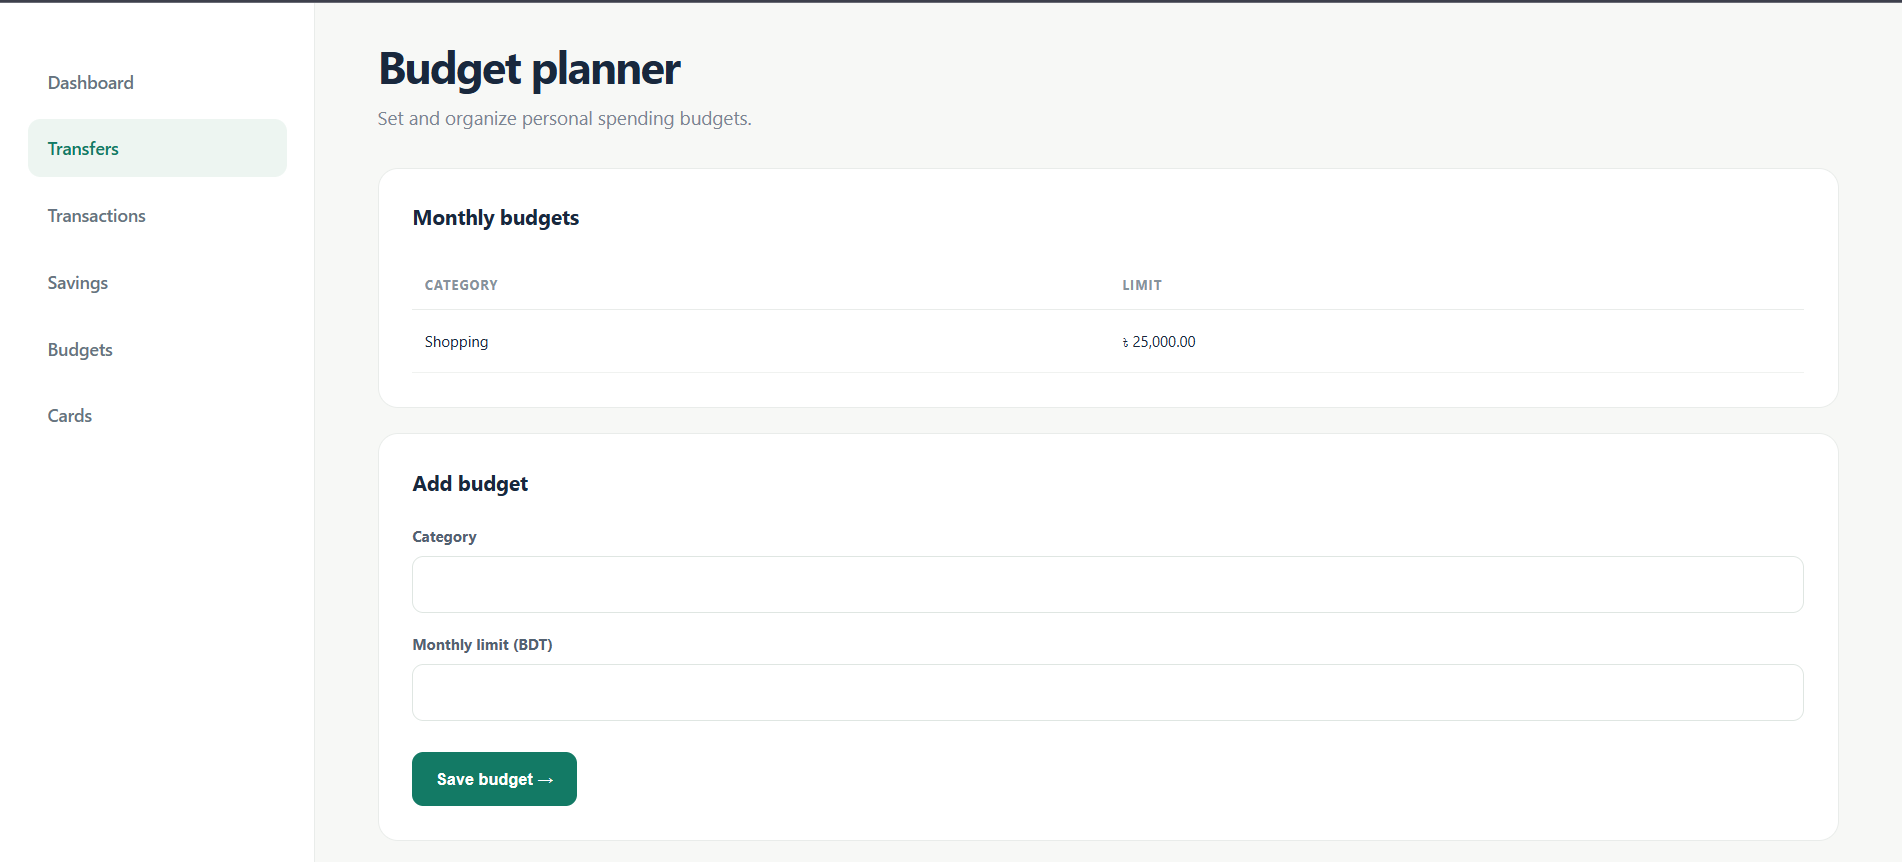 Dashboard
Transfers
Transactions
Savings
Budgets
Cards
Budget planner
Set and organize personal spending budgets.
Monthly budgets
CATEGORY LIMIT
Shopping ৳ 25,000.00
Add budget
Category
Monthly limit (BDT)
Save budget →